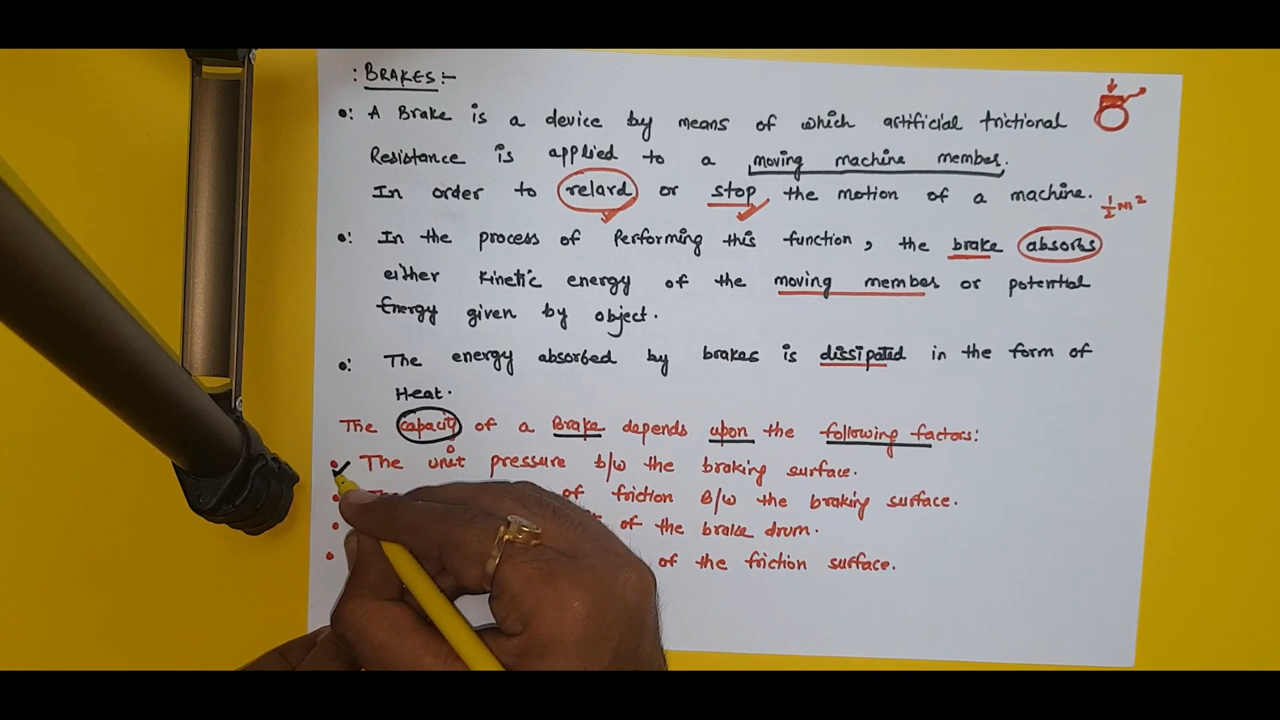 : BRAKES:-
•: A Brake is a device by means of which artificial frictional
Resistance is applied to a moving machine member.
In order to relard or stop the motion of a machine.
•: In the process of Performing this function, the brake absorbs
either kinetic energy of the moving member or potential
Energy given by object.
•: The energy absorbed by brakes is dissipated in the form of
Heat.
The capacity of a Brake depends upon the following factors:
• The unit pressure b/w the braking surface.
• of friction B/w the braking surface.
• of the brake drum.
• of the friction surface.